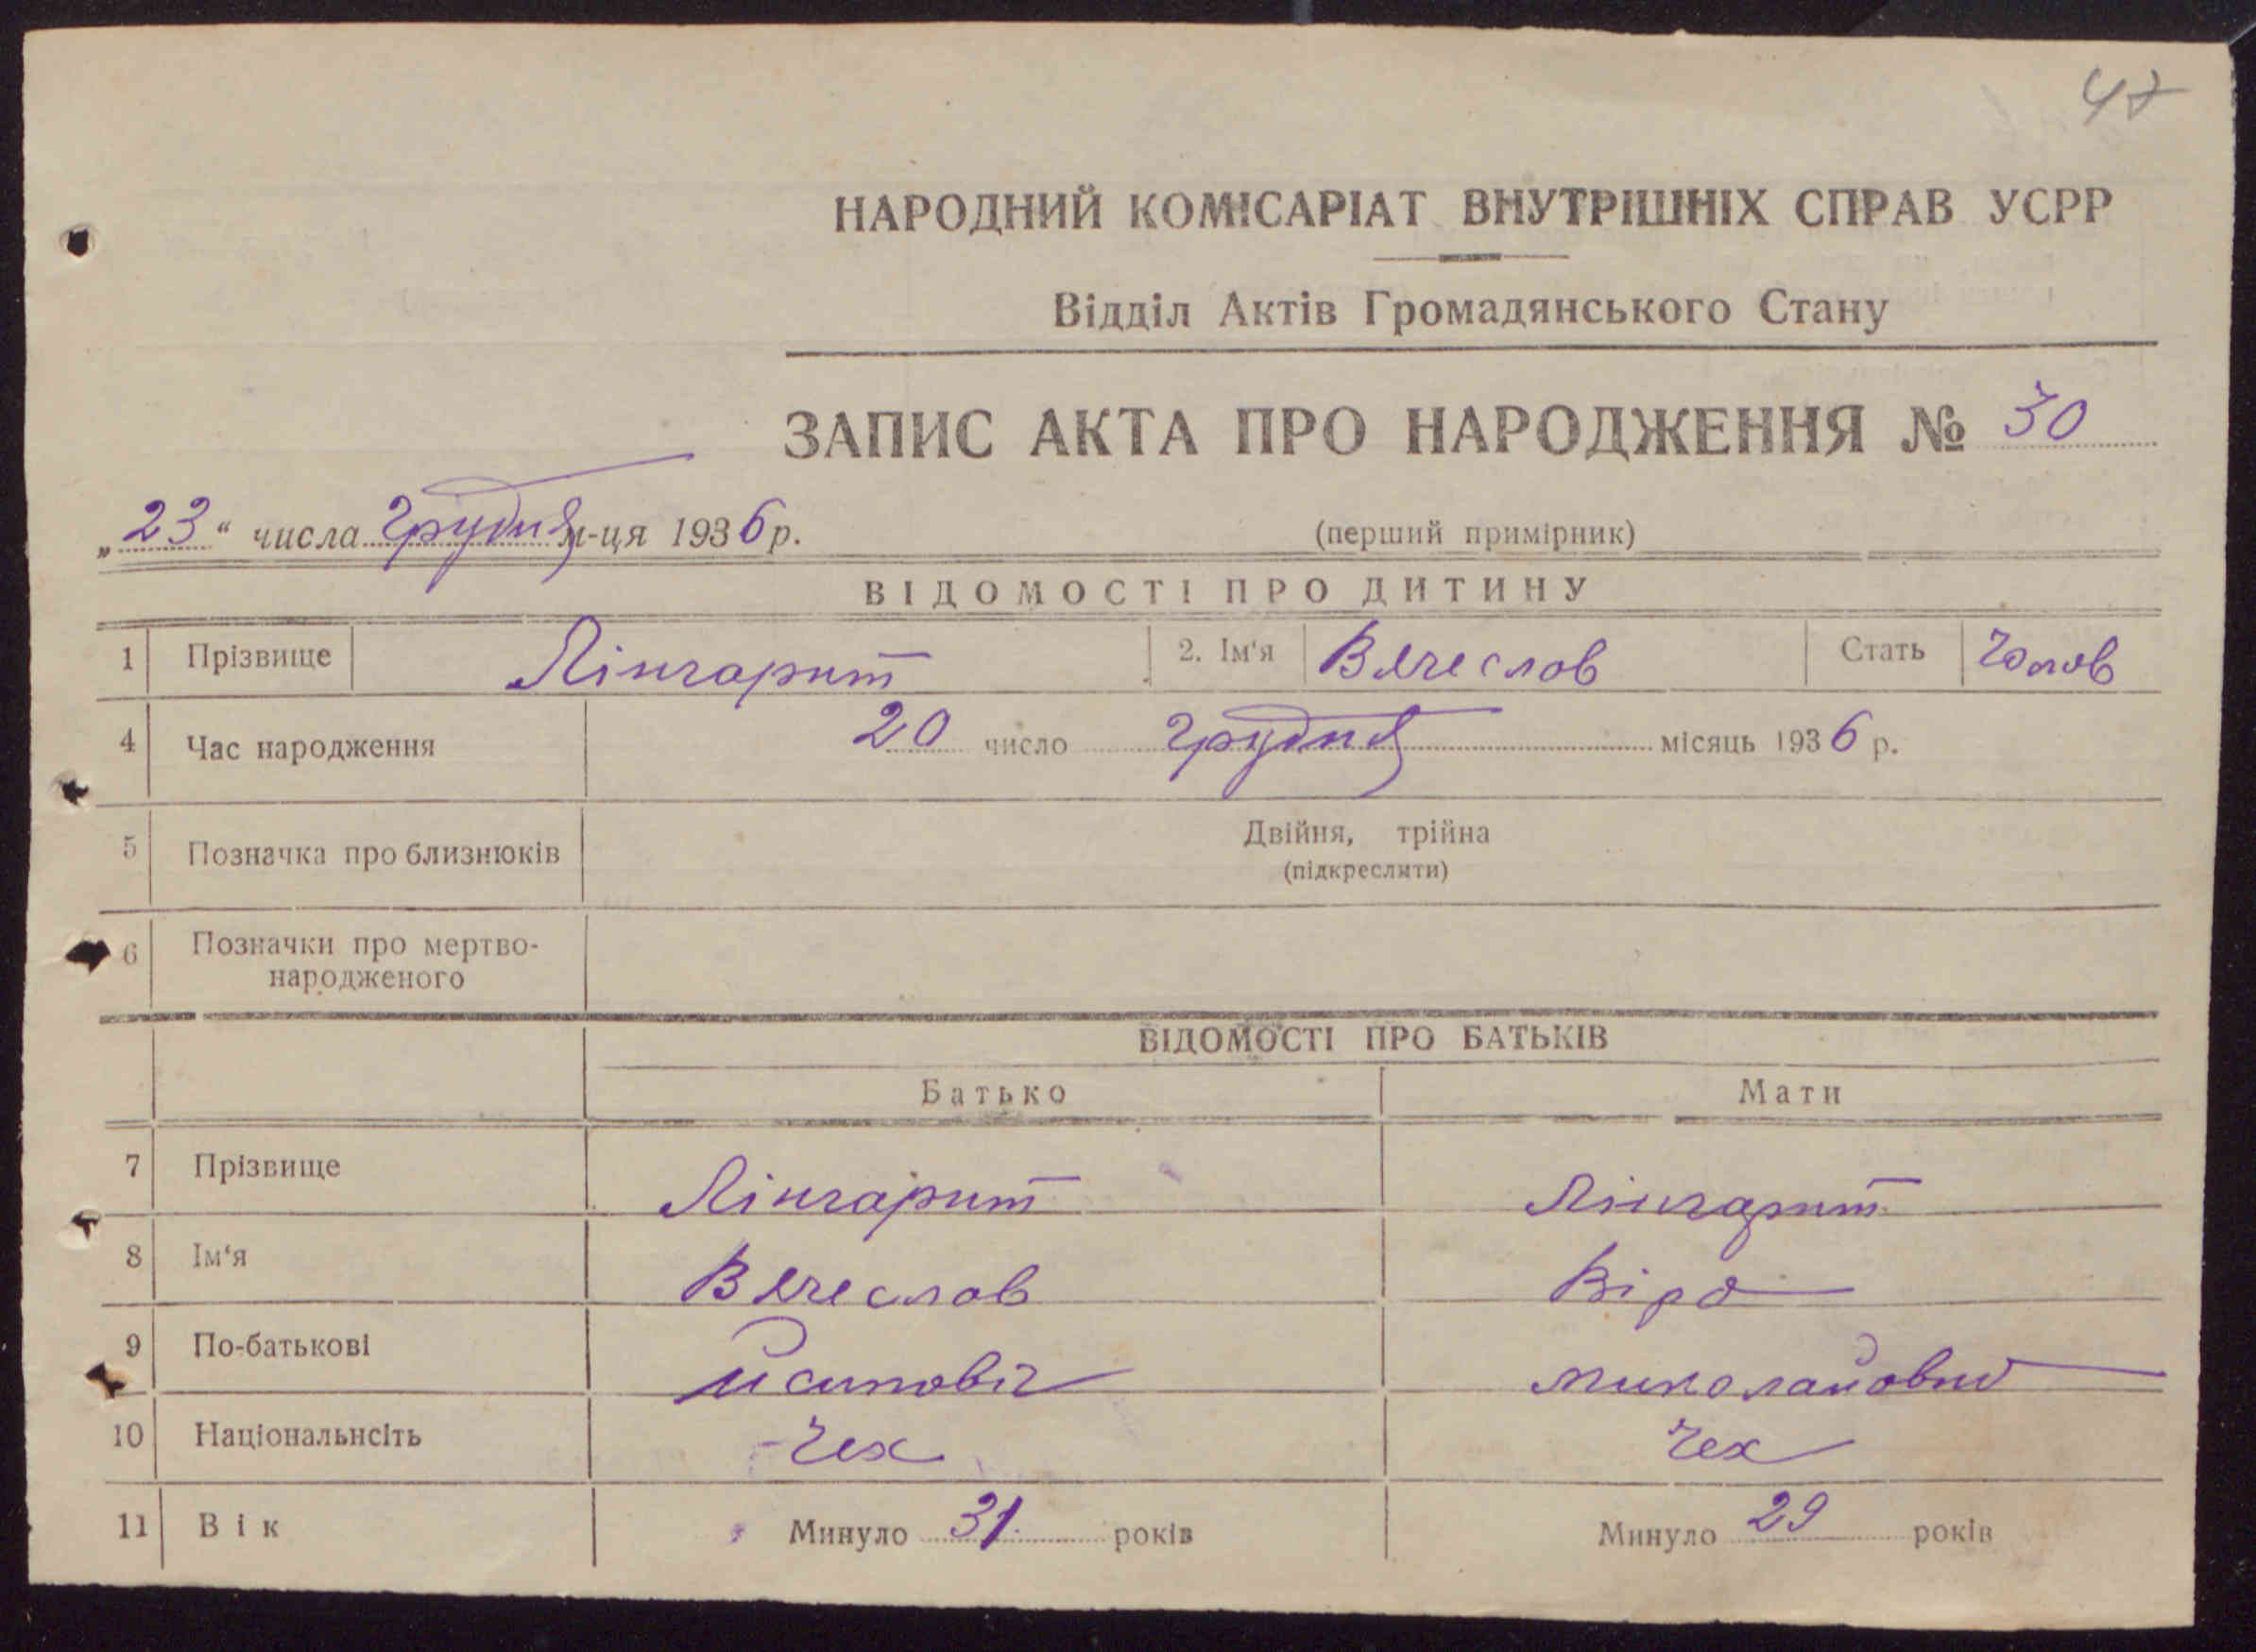 47
НАРОДНИЙ КОМІСАРІАТ ВНУТРІШНІХ СПРАВ УСРР
Відділ Актів Громадянського Стану
ЗАПИС АКТА ПРО НАРОДЖЕННЯ № 30
„23“ числа Грудня м-ця 1936 р.
(перший примірник)
ВІДОМОСТІ ПРО ДИТИНУ
1 Прізвище Лінгарт 2. Ім'я Вячеслав Стать Чолов
4 Час народження 20 число Грудня місяць 1936 р.
5 Позначка про близнюків Двійня, трійна
(підкреслити)
6 Позначки про мертво-
народженого
ВІДОМОСТІ ПРО БАТЬКІВ
Батько Мати
7 Прізвище Лінгарт Лінгарт
8 Ім'я Вячеслав Віра
9 По-батькові Йсипович Миколайовна
10 Національнсіть Чех Чех
11 Вік Минуло 31 років Минуло 29 років